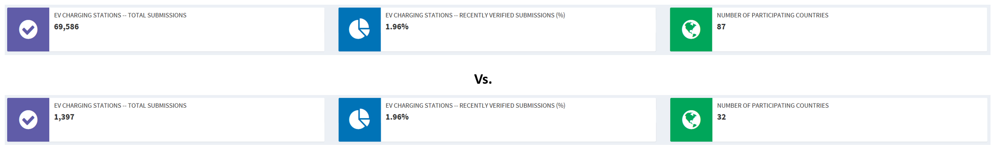 EV CHARGING STATIONS -- TOTAL SUBMISSIONS
69,586
EV CHARGING STATIONS -- RECENTLY VERIFIED SUBMISSIONS (%)
1.96%
NUMBER OF PARTICIPATING COUNTRIES
87
Vs.
EV CHARGING STATIONS -- TOTAL SUBMISSIONS
1,397
EV CHARGING STATIONS -- RECENTLY VERIFIED SUBMISSIONS (%)
1.96%
NUMBER OF PARTICIPATING COUNTRIES
32